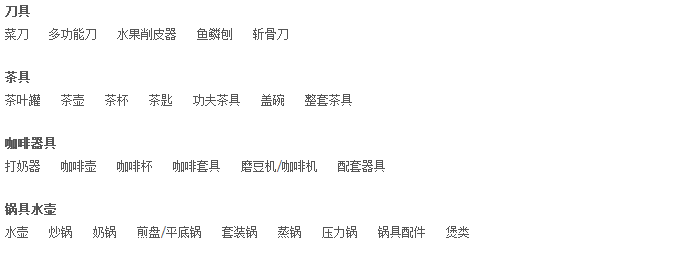 刀具
菜刀 多功能刀 水果削皮器 鱼鳞刨 斩骨刀
茶具
茶叶罐 茶壶 茶杯 茶匙 功夫茶具 盖碗 整套茶具
咖啡器具
打奶器 咖啡壶 咖啡杯 咖啡套具 磨豆机/咖啡机 配套器具
锅具水壶
水壶 炒锅 奶锅 煎盘/平底锅 套装锅 蒸锅 压力锅 锅具配件 煲类